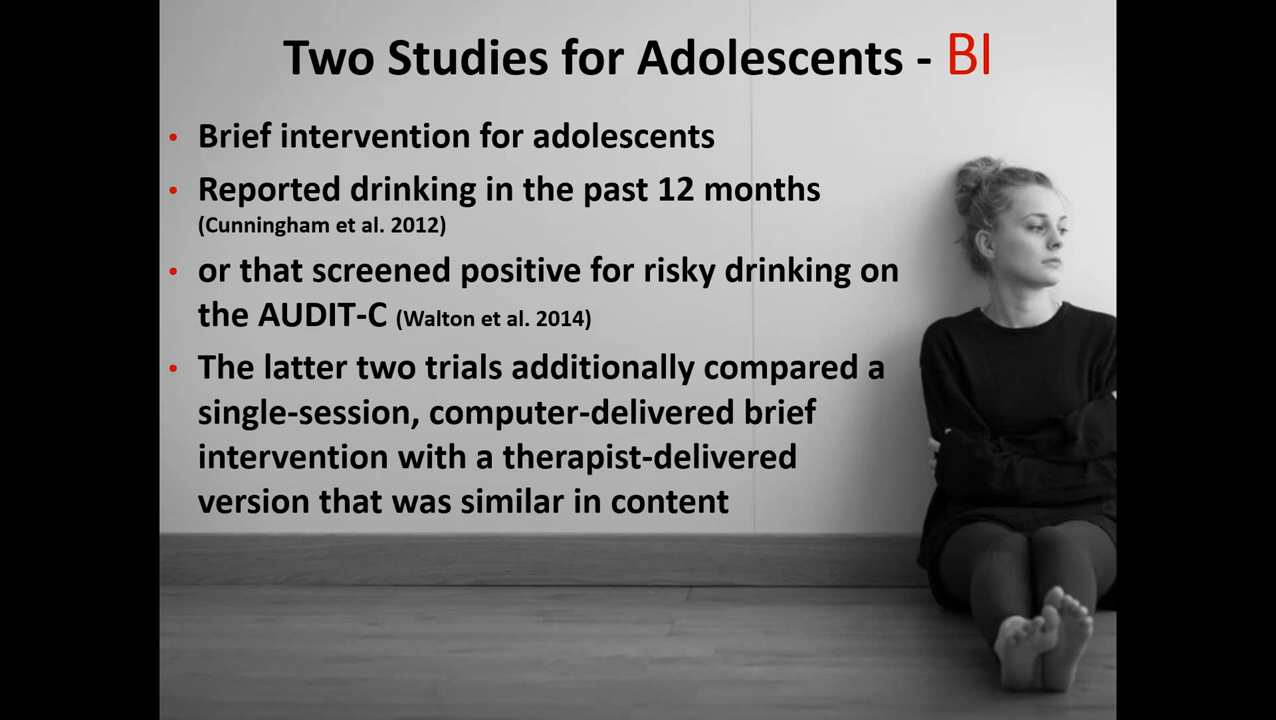 Two Studies for Adolescents - BI
• Brief intervention for adolescents
• Reported drinking in the past 12 months
(Cunningham et al. 2012)
• or that screened positive for risky drinking on
the AUDIT-C (Walton et al. 2014)
• The latter two trials additionally compared a
single-session, computer-delivered brief
intervention with a therapist-delivered
version that was similar in content